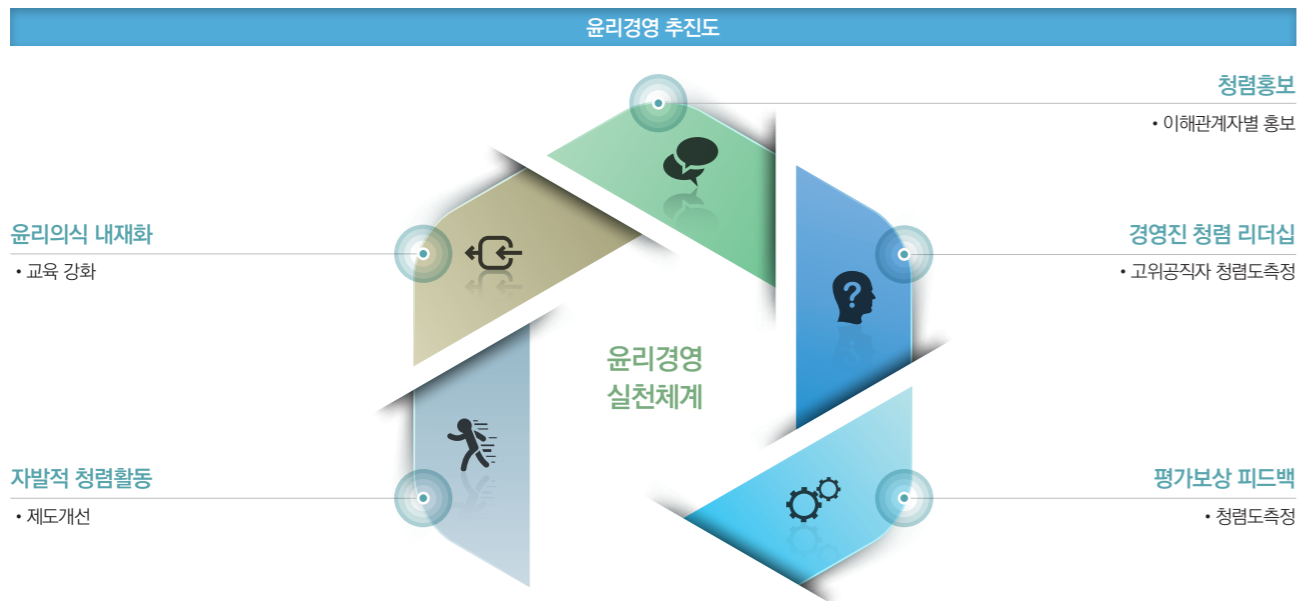 윤리경영 추진도
청렴홍보
• 이해관계자별 홍보
윤리의식 내재화
• 교육 강화
경영진 청렴 리더십
• 고위공직자 청렴도측정
윤리경영
실천체계
자발적 청렴활동
• 제도개선
평가보상 피드백
• 청렴도측정